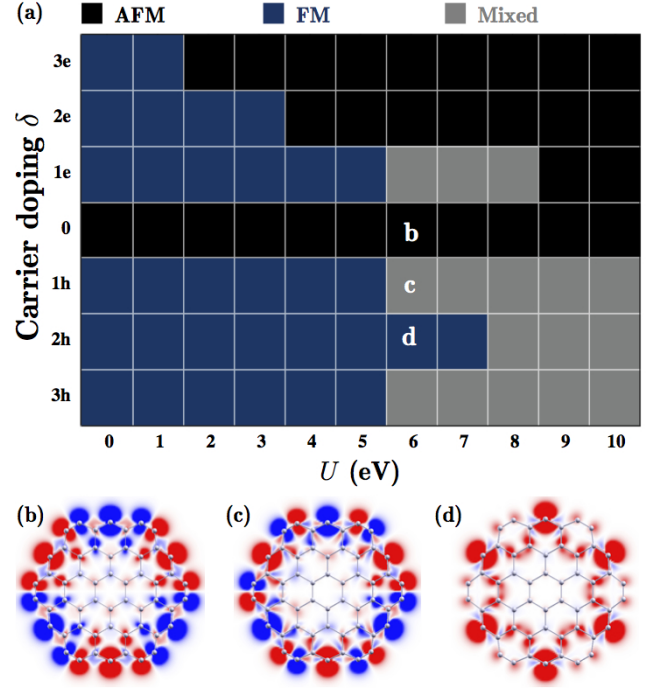 (a) AFM FM Mixed
Carrier doping δ
3e
2e
1e
0 b
1h c
2h d
3h
0 1 2 3 4 5 6 7 8 9 10
U (eV)
(b) (c) (d)